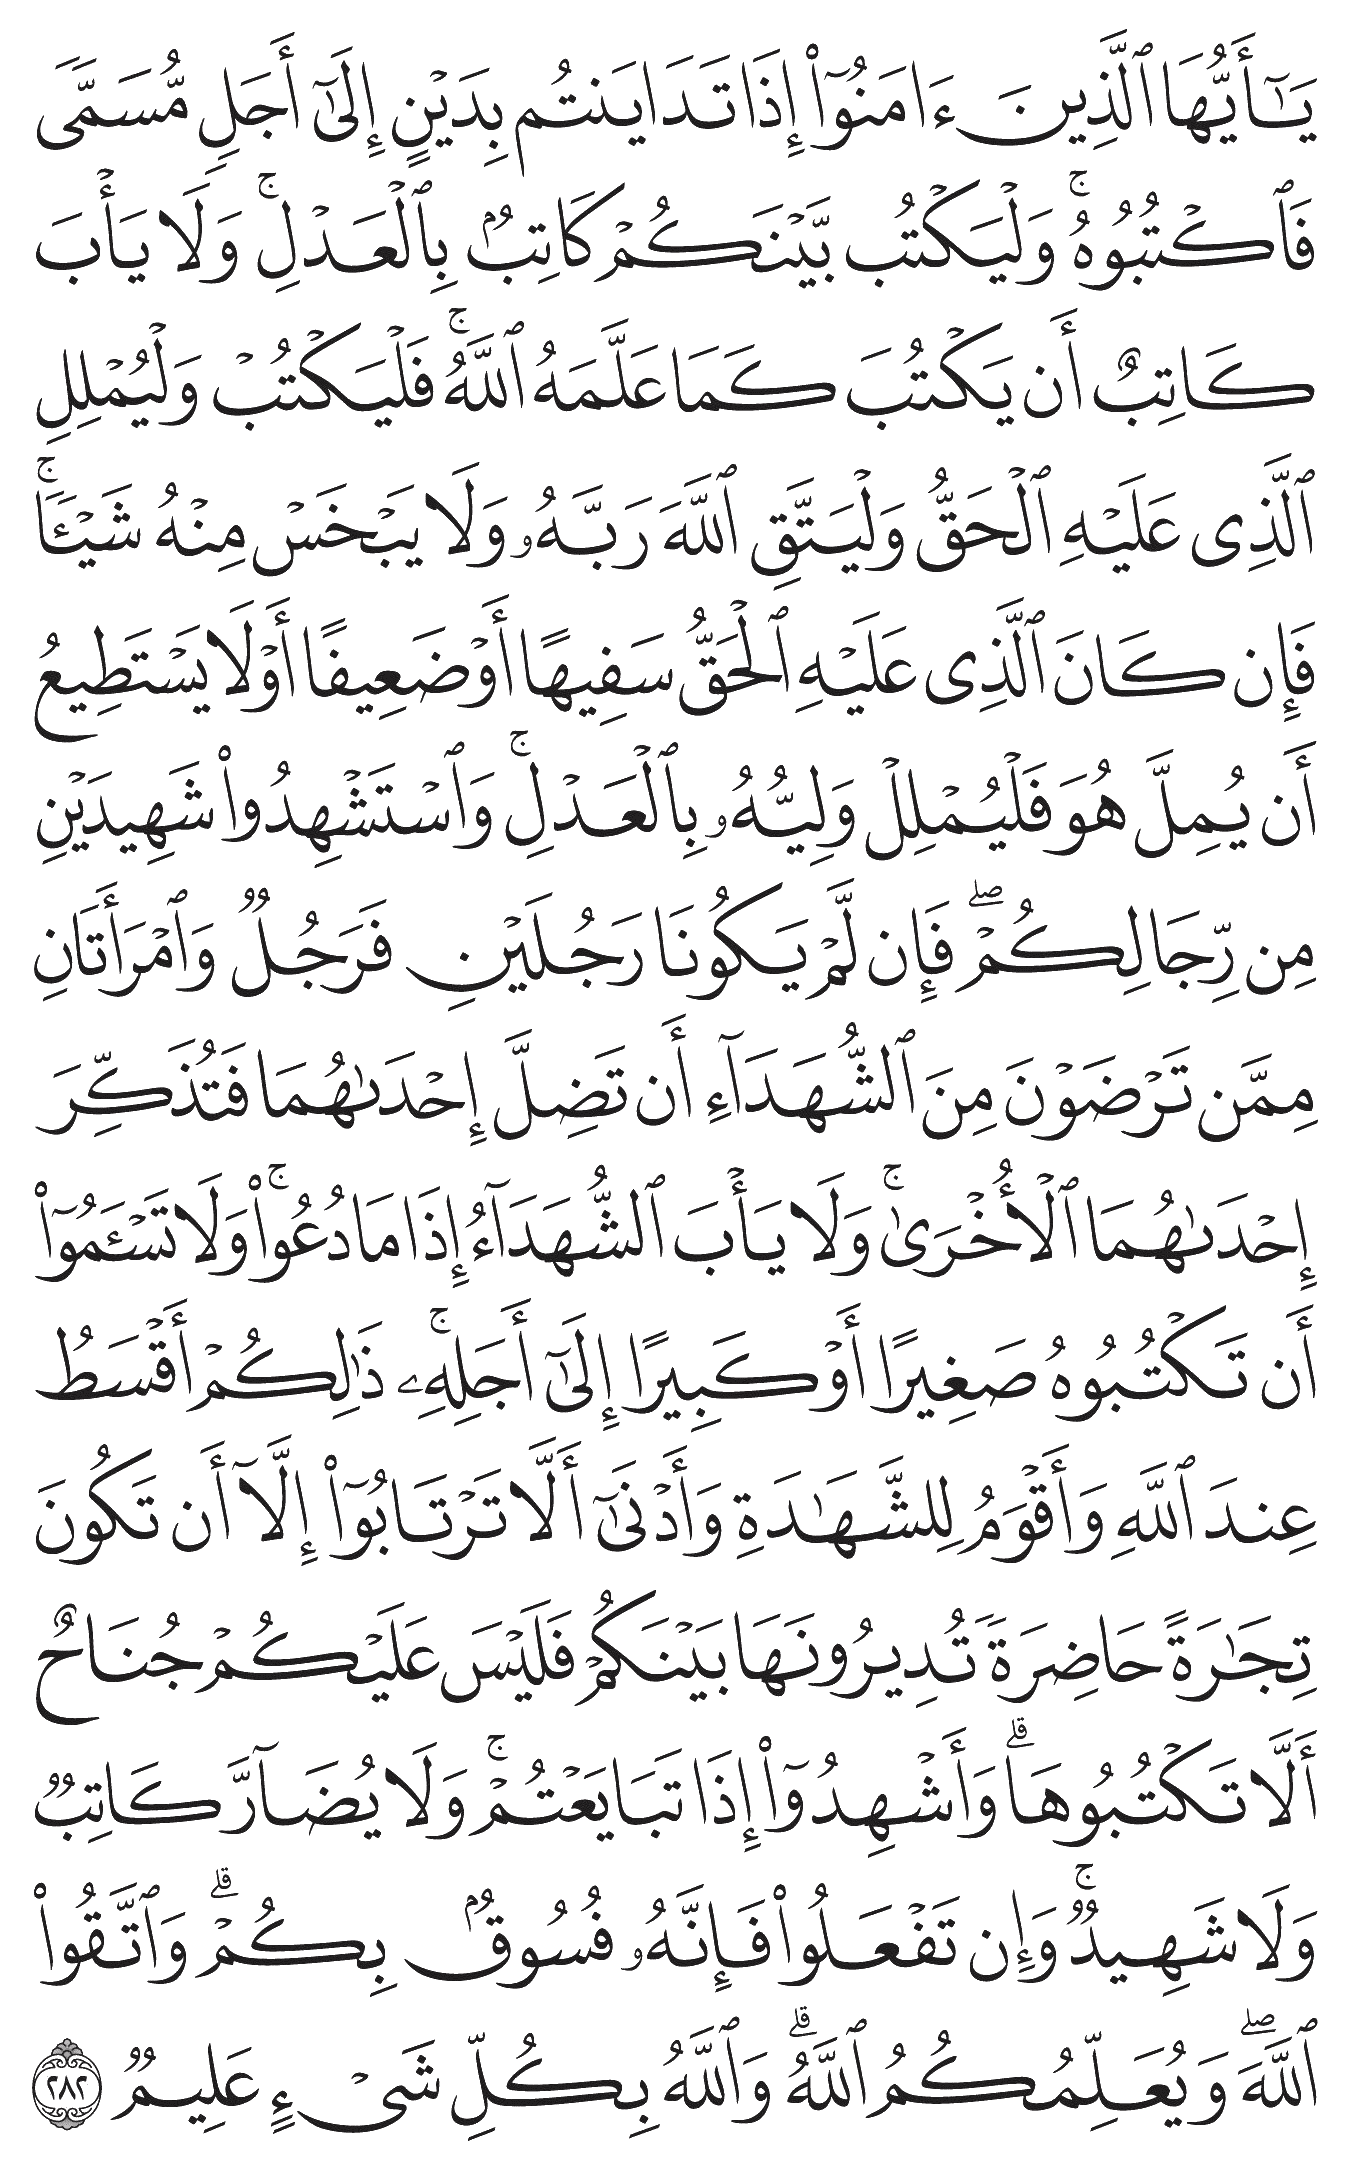 يَـٰٓأَيُّهَا ٱلَّذِينَ ءَامَنُوٓا۟ إِذَا تَدَايَنتُم بِدَيْنٍ إِلَىٰٓ أَجَلٍ مُّسَمًّى
فَٱكْتُبُوهُ ۚ وَلْيَكْتُب بَّيْنَكُمْ كَاتِبٌۢ بِٱلْعَدْلِ ۚ وَلَا يَأْبَ
كَاتِبٌ أَن يَكْتُبَ كَمَا عَلَّمَهُ ٱللَّهُ ۚ فَلْيَكْتُبْ وَلْيُمْلِلِ
ٱلَّذِى عَلَيْهِ ٱلْحَقُّ وَلْيَتَّقِ ٱللَّهَ رَبَّهُۥ وَلَا يَبْخَسْ مِنْهُ شَيْـًٔا ۚ
فَإِن كَانَ ٱلَّذِى عَلَيْهِ ٱلْحَقُّ سَفِيهًا أَوْ ضَعِيفًا أَوْ لَا يَسْتَطِيعُ
أَن يُمِلَّ هُوَ فَلْيُمْلِلْ وَلِيُّهُۥ بِٱلْعَدْلِ ۚ وَٱسْتَشْهِدُوا۟ شَهِيدَيْنِ
مِن رِّجَالِكُمْ ۖ فَإِن لَّمْ يَكُونَا رَجُلَيْنِ فَرَجُلٌ وَٱمْرَأَتَانِ
مِمَّن تَرْضَوْنَ مِنَ ٱلشُّهَدَآءِ أَن تَضِلَّ إِحْدَىٰهُمَا فَتُذَكِّرَ
إِحْدَىٰهُمَا ٱلْأُخْرَىٰ ۚ وَلَا يَأْبَ ٱلشُّهَدَآءُ إِذَا مَا دُعُوا۟ ۚ وَلَا تَسْـَٔمُوٓا۟
أَن تَكْتُبُوهُ صَغِيرًا أَوْ كَبِيرًا إِلَىٰٓ أَجَلِهِۦ ۚ ذَٰلِكُمْ أَقْسَطُ
عِندَ ٱللَّهِ وَأَقْوَمُ لِلشَّهَـٰدَةِ وَأَدْنَىٰٓ أَلَّا تَرْتَابُوٓا۟ إِلَّآ أَن تَكُونَ
تِجَـٰرَةً حَاضِرَةً تُدِيرُونَهَا بَيْنَكُمْ فَلَيْسَ عَلَيْكُمْ جُنَاحٌ
أَلَّا تَكْتُبُوهَا ۗ وَأَشْهِدُوٓا۟ إِذَا تَبَايَعْتُمْ ۚ وَلَا يُضَآرَّ كَاتِبٌ
وَلَا شَهِيدٌ ۚ وَإِن تَفْعَلُوا۟ فَإِنَّهُۥ فُسُوقٌۢ بِكُمْ ۗ وَٱتَّقُوا۟
ٱللَّهَ ۖ وَيُعَلِّمُكُمُ ٱللَّهُ ۗ وَٱللَّهُ بِكُلِّ شَىْءٍ عَلِيمٌ ٢٨٢